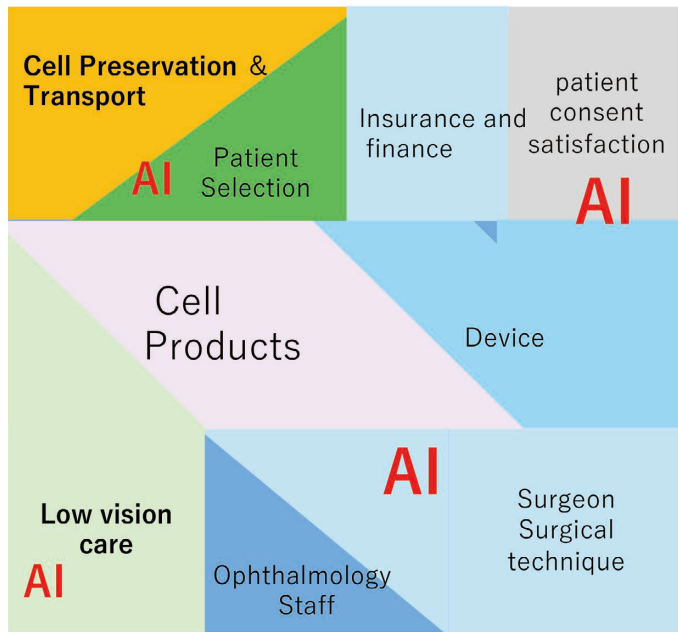 Cell Preservation &
Transport
AI
Patient
Selection
Insurance and
finance
patient
consent
satisfaction
AI
Cell
Products
Device
AI
Low vision
care
AI
Ophthalmology
Staff
Surgeon
Surgical
technique